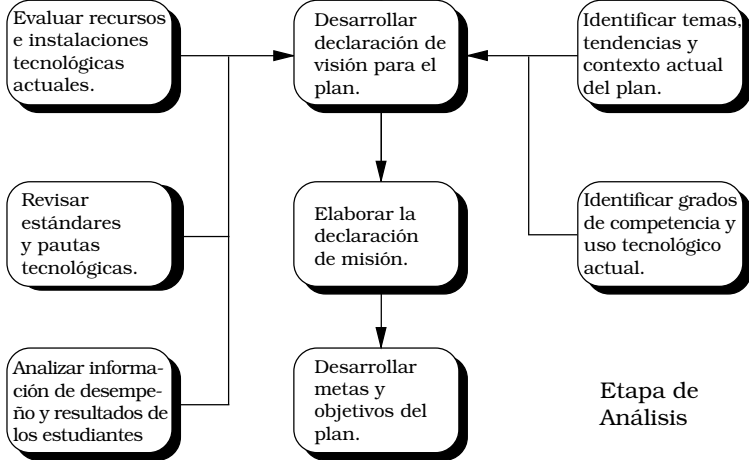 Evaluar recursos
e instalaciones
tecnológicas
actuales.
Desarrollar
declaración de
visión para el
plan.
Identificar temas,
tendencias y
contexto actual
del plan.
Revisar
estándares
y pautas
tecnológicas.
Elaborar la
declaración
de misión.
Identificar grados
de competencia y
uso tecnológico
actual.
Analizar informa-
ción de desempe-
ño y resultados de
los estudiantes
Desarrollar
metas y
objetivos del
plan.
Etapa de
Análisis